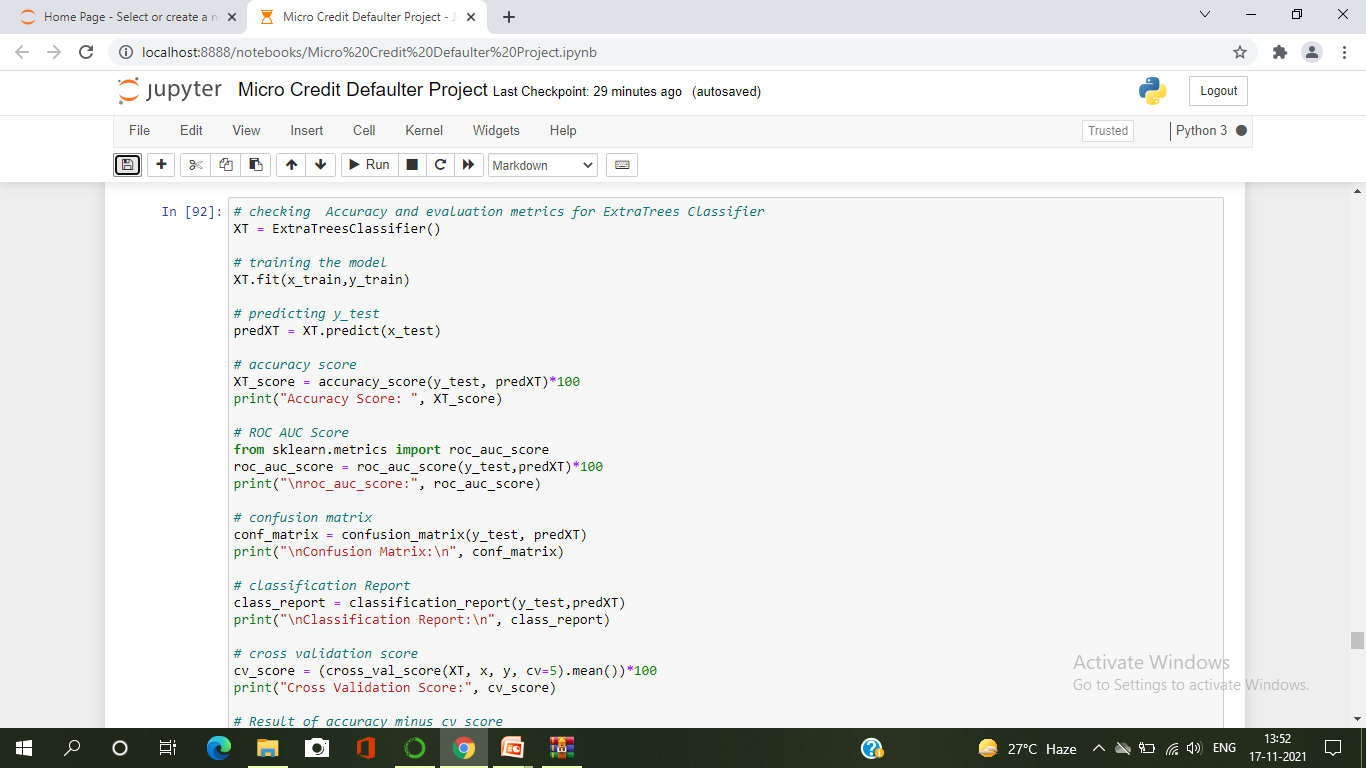 Home Page - Select or create a n
Micro Credit Defaulter Project - J
localhost:8888/notebooks/Micro%20Credit%20Defaulter%20Project.ipynb
jupyter Micro Credit Defaulter Project Last Checkpoint: 29 minutes ago (autosaved)
Logout
File Edit View Insert Cell Kernel Widgets Help
Trusted
Python 3
Run
Markdown
In [92]:
# checking  Accuracy and evaluation metrics for ExtraTrees Classifier
XT = ExtraTreesClassifier()
# training the model
XT.fit(x_train,y_train)
# predicting y_test
predXT = XT.predict(x_test)
# accuracy score
XT_score = accuracy_score(y_test, predXT)*100
print("Accuracy Score: ", XT_score)
# ROC AUC Score
from sklearn.metrics import roc_auc_score
roc_auc_score = roc_auc_score(y_test,predXT)*100
print("\nroc_auc_score:", roc_auc_score)
# confusion matrix
conf_matrix = confusion_matrix(y_test, predXT)
print("\nConfusion Matrix:\n", conf_matrix)
# classification Report
class_report = classification_report(y_test,predXT)
print("\nClassification Report:\n", class_report)
# cross validation score
cv_score = (cross_val_score(XT, x, y, cv=5).mean())*100
print("Cross Validation Score:", cv_score)
# Result of accuracy minus cv score
Activate Windows
Go to Settings to activate Windows.
27°C Haze
ENG
13:52
17-11-2021